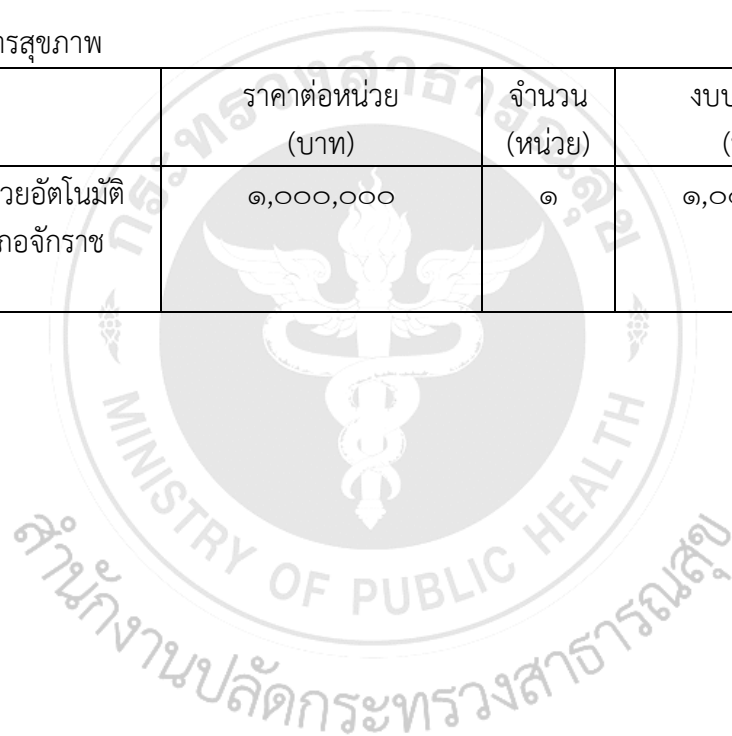 ารสุขภาพ
ราคาต่อหน่วย จำนวน งบป
(บาท) (หน่วย) (
วยอัตโนมัติ ๑,๐๐๐,๐๐๐ ๑ ๑,๐๐
กอจักราช
กระทรวงสาธารณสุข
MINISTRY OF PUBLIC HEALTH
สำนักงานปลัดกระทรวงสาธารณสุข